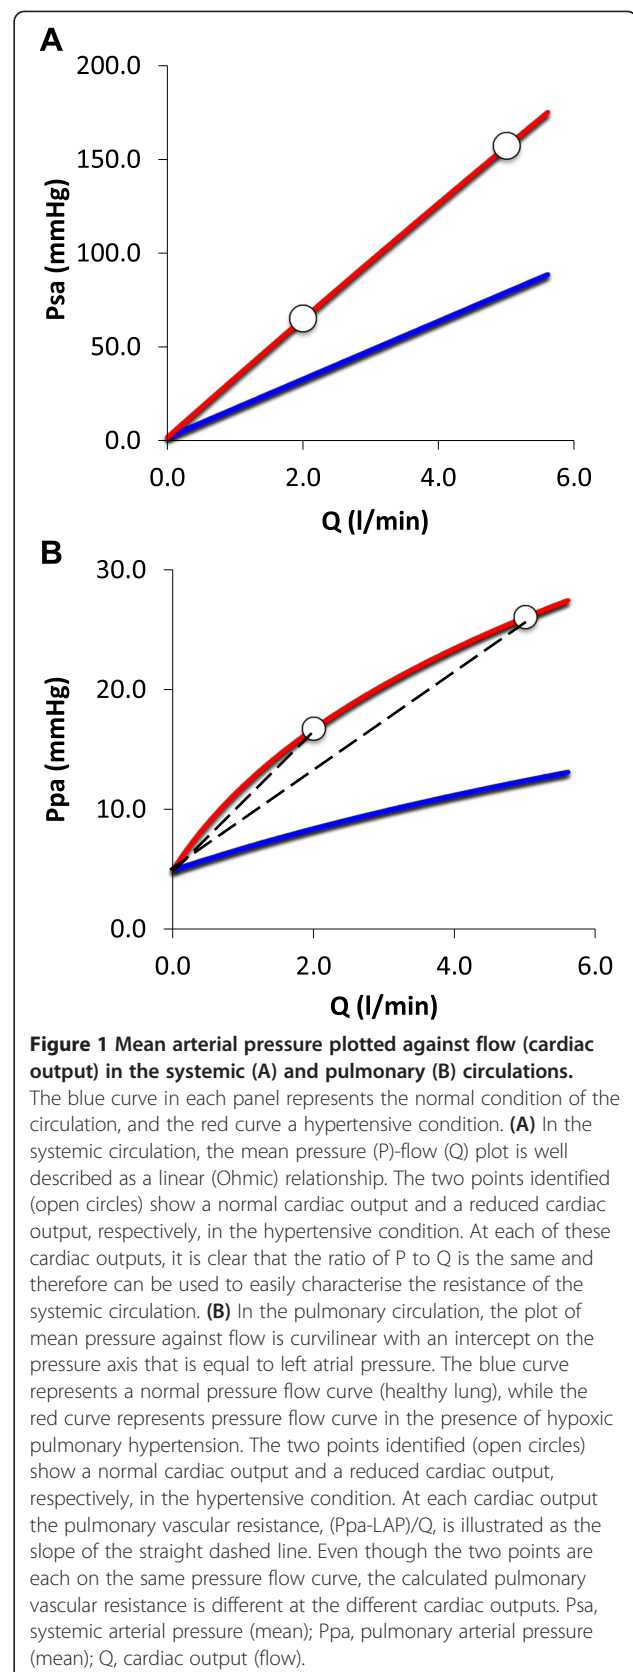 A
200.0
150.0
100.0
50.0
0.0
Psa (mmHg)
0.0 2.0 4.0 6.0
Q (l/min)
B
30.0
20.0
10.0
0.0
Ppa (mmHg)
0.0 2.0 4.0 6.0
Q (l/min)
Figure 1 Mean arterial pressure plotted against flow (cardiac
output) in the systemic (A) and pulmonary (B) circulations.
The blue curve in each panel represents the normal condition of the
circulation, and the red curve a hypertensive condition. (A) In the
systemic circulation, the mean pressure (P)-flow (Q) plot is well
described as a linear (Ohmic) relationship. The two points identified
(open circles) show a normal cardiac output and a reduced cardiac
output, respectively, in the hypertensive condition. At each of these
cardiac outputs, it is clear that the ratio of P to Q is the same and
therefore can be used to easily characterise the resistance of the
systemic circulation. (B) In the pulmonary circulation, the plot of
mean pressure against flow is curvilinear with an intercept on the
pressure axis that is equal to left atrial pressure. The blue curve
represents a normal pressure flow curve (healthy lung), while the
red curve represents pressure flow curve in the presence of hypoxic
pulmonary hypertension. The two points identified (open circles)
show a normal cardiac output and a reduced cardiac output,
respectively, in the hypertensive condition. At each cardiac output
the pulmonary vascular resistance, (Ppa-LAP)/Q, is illustrated as the
slope of the straight dashed line. Even though the two points are
each on the same pressure flow curve, the calculated pulmonary
vascular resistance is different at the different cardiac outputs. Psa,
systemic arterial pressure (mean); Ppa, pulmonary arterial pressure
(mean); Q, cardiac output (flow).